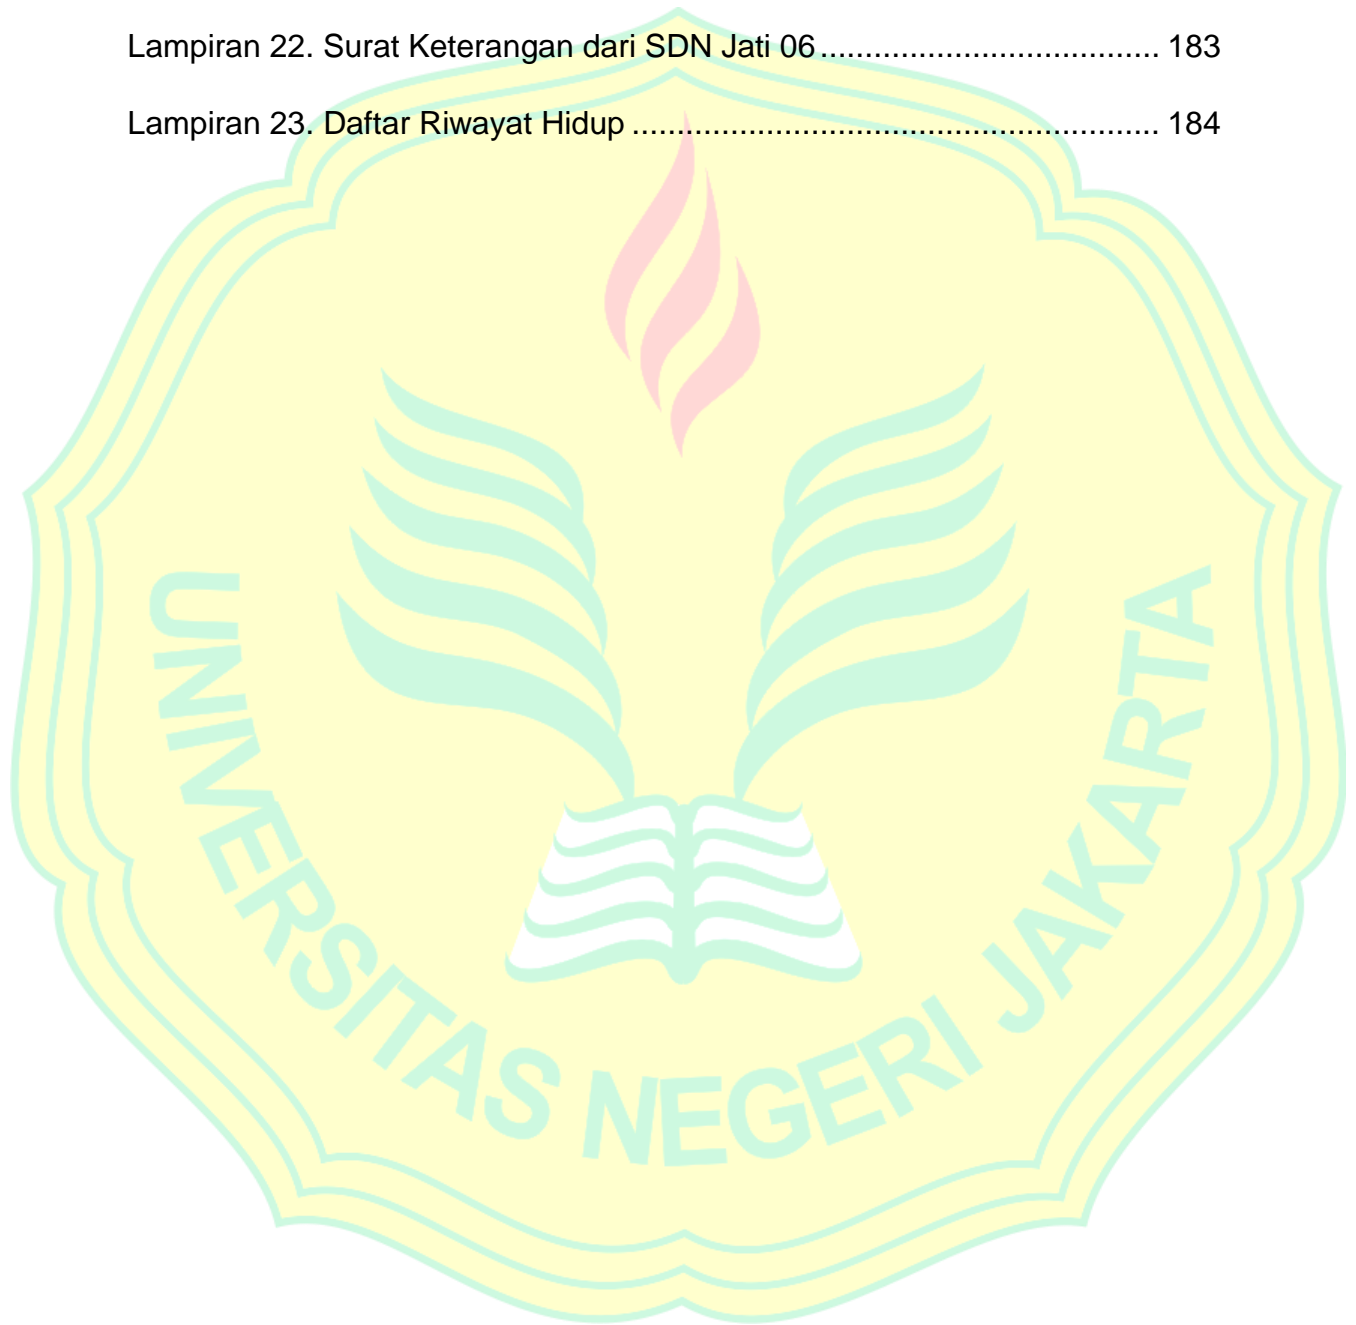 Lampiran 22. Surat Keterangan dari SDN Jati 06.................................. 183
Lampiran 23. Daftar Riwayat Hidup ..................................................... 184
UNIVERSITAS NEGERI JAKARTA